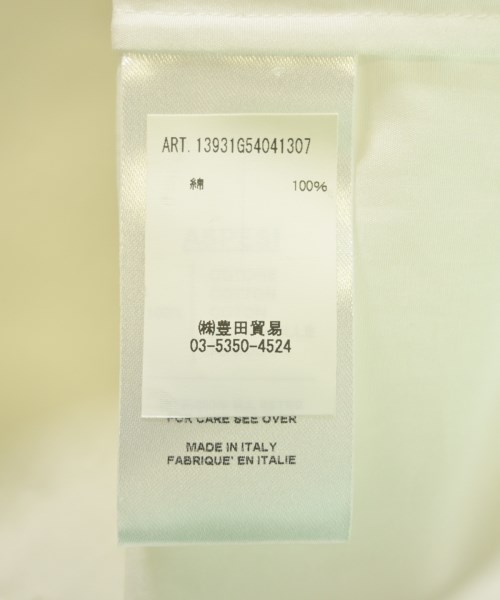 ART. 13931G54041307
綿 100%
㈱豊田貿易
03-5350-4524
FOR CARE SEE OVER
MADE IN ITALY
FABRIQUE' EN ITALIE